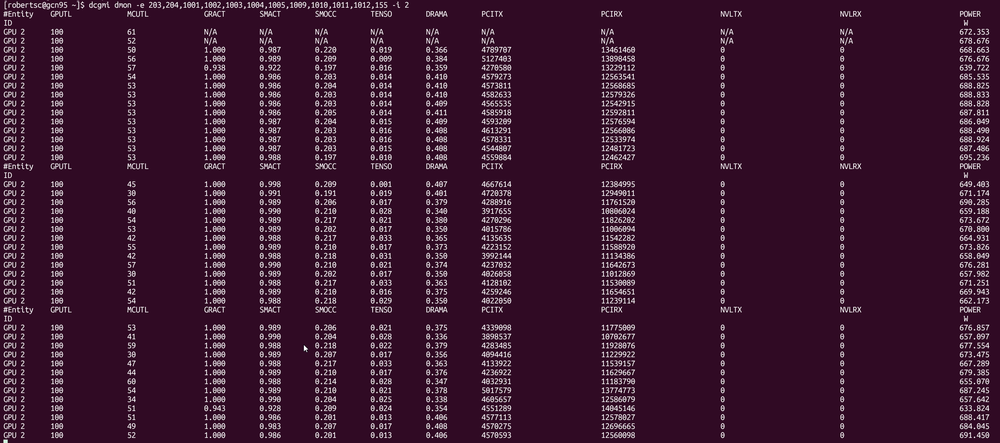 [robertsc@gcn95 ~]$ dcgmi dmon -e 203,204,1001,1002,1003,1004,1005,1009,1010,1011,1012,155 -i 2
#Entity GPUTL MCUTL GRACT SMACT SMOCC TENSO DRAMA PCITX PCIRX NVLTX NVLRX POWER
ID W
GPU 2 100 61 N/A N/A N/A N/A N/A N/A N/A N/A N/A 672.353
GPU 2 100 52 N/A N/A N/A N/A N/A N/A N/A N/A N/A 678.676
GPU 2 100 50 1.000 0.987 0.220 0.019 0.366 4789707 13461460 0 0 668.663
GPU 2 100 56 1.000 0.989 0.209 0.009 0.384 5127403 13898458 0 0 676.676
GPU 2 100 57 0.938 0.922 0.197 0.016 0.359 4270580 13229112 0 0 639.722
GPU 2 100 54 1.000 0.986 0.203 0.014 0.410 4579273 12563541 0 0 685.535
GPU 2 100 53 1.000 0.986 0.204 0.014 0.410 4573811 12568685 0 0 688.825
GPU 2 100 53 1.000 0.986 0.203 0.014 0.410 4582633 12579326 0 0 688.833
GPU 2 100 53 1.000 0.986 0.203 0.014 0.409 4565535 12542915 0 0 688.828
GPU 2 100 53 1.000 0.986 0.205 0.014 0.411 4585918 12592811 0 0 687.811
GPU 2 100 53 1.000 0.987 0.204 0.015 0.409 4593209 12576594 0 0 686.049
GPU 2 100 53 1.000 0.987 0.203 0.016 0.408 4613291 12566086 0 0 688.490
GPU 2 100 53 1.000 0.987 0.203 0.016 0.408 4578331 12533974 0 0 688.924
GPU 2 100 53 1.000 0.987 0.203 0.015 0.408 4544807 12481723 0 0 687.486
GPU 2 100 53 1.000 0.988 0.197 0.010 0.408 4559884 12462427 0 0 695.236
#Entity GPUTL MCUTL GRACT SMACT SMOCC TENSO DRAMA PCITX PCIRX NVLTX NVLRX POWER
ID W
GPU 2 100 45 1.000 0.998 0.209 0.001 0.407 4667614 12384995 0 0 649.403
GPU 2 100 30 1.000 0.991 0.191 0.019 0.401 4720378 12949011 0 0 671.174
GPU 2 100 56 1.000 0.989 0.206 0.017 0.379 4288916 11761520 0 0 690.285
GPU 2 100 40 1.000 0.990 0.210 0.028 0.340 3917655 10806024 0 0 659.188
GPU 2 100 54 1.000 0.989 0.217 0.021 0.380 4270296 11826202 0 0 673.672
GPU 2 100 53 1.000 0.989 0.202 0.017 0.350 4015786 11006094 0 0 670.800
GPU 2 100 42 1.000 0.988 0.217 0.033 0.365 4135635 11542282 0 0 664.931
GPU 2 100 55 1.000 0.989 0.210 0.017 0.373 4223152 11588920 0 0 673.826
GPU 2 100 42 1.000 0.988 0.218 0.031 0.350 3992144 11134386 0 0 658.049
GPU 2 100 57 1.000 0.990 0.210 0.021 0.374 4237032 11642673 0 0 676.281
GPU 2 100 30 1.000 0.989 0.202 0.017 0.350 4026058 11012869 0 0 657.982
GPU 2 100 51 1.000 0.988 0.217 0.033 0.363 4128102 11530089 0 0 671.251
GPU 2 100 42 1.000 0.989 0.210 0.016 0.375 4259246 11654651 0 0 669.943
GPU 2 100 54 1.000 0.988 0.218 0.029 0.350 4022050 11239114 0 0 662.173
#Entity GPUTL MCUTL GRACT SMACT SMOCC TENSO DRAMA PCITX PCIRX NVLTX NVLRX POWER
ID W
GPU 2 100 53 1.000 0.989 0.206 0.021 0.375 4339098 11775009 0 0 676.857
GPU 2 100 41 1.000 0.990 0.204 0.028 0.336 3898537 10702677 0 0 657.097
GPU 2 100 59 1.000 0.988 0.218 0.022 0.379 4283485 11928076 0 0 677.554
GPU 2 100 30 1.000 0.989 0.207 0.017 0.356 4094416 11229922 0 0 673.475
GPU 2 100 47 1.000 0.988 0.217 0.033 0.363 4133922 11539157 0 0 667.289
GPU 2 100 44 1.000 0.989 0.210 0.017 0.376 4236922 11629667 0 0 679.385
GPU 2 100 60 1.000 0.988 0.214 0.028 0.347 4032931 11183790 0 0 655.070
GPU 2 100 54 1.000 0.989 0.210 0.021 0.378 5017579 13774773 0 0 687.245
GPU 2 100 34 1.000 0.990 0.204 0.025 0.338 4605657 12586079 0 0 657.642
GPU 2 100 51 0.943 0.928 0.209 0.024 0.354 4551289 14045146 0 0 633.824
GPU 2 100 51 1.000 0.986 0.201 0.013 0.406 4577113 12578027 0 0 688.417
GPU 2 100 49 1.000 0.983 0.207 0.017 0.408 4570275 12696665 0 0 684.045
GPU 2 100 52 1.000 0.986 0.201 0.013 0.406 4570593 12560098 0 0 691.450